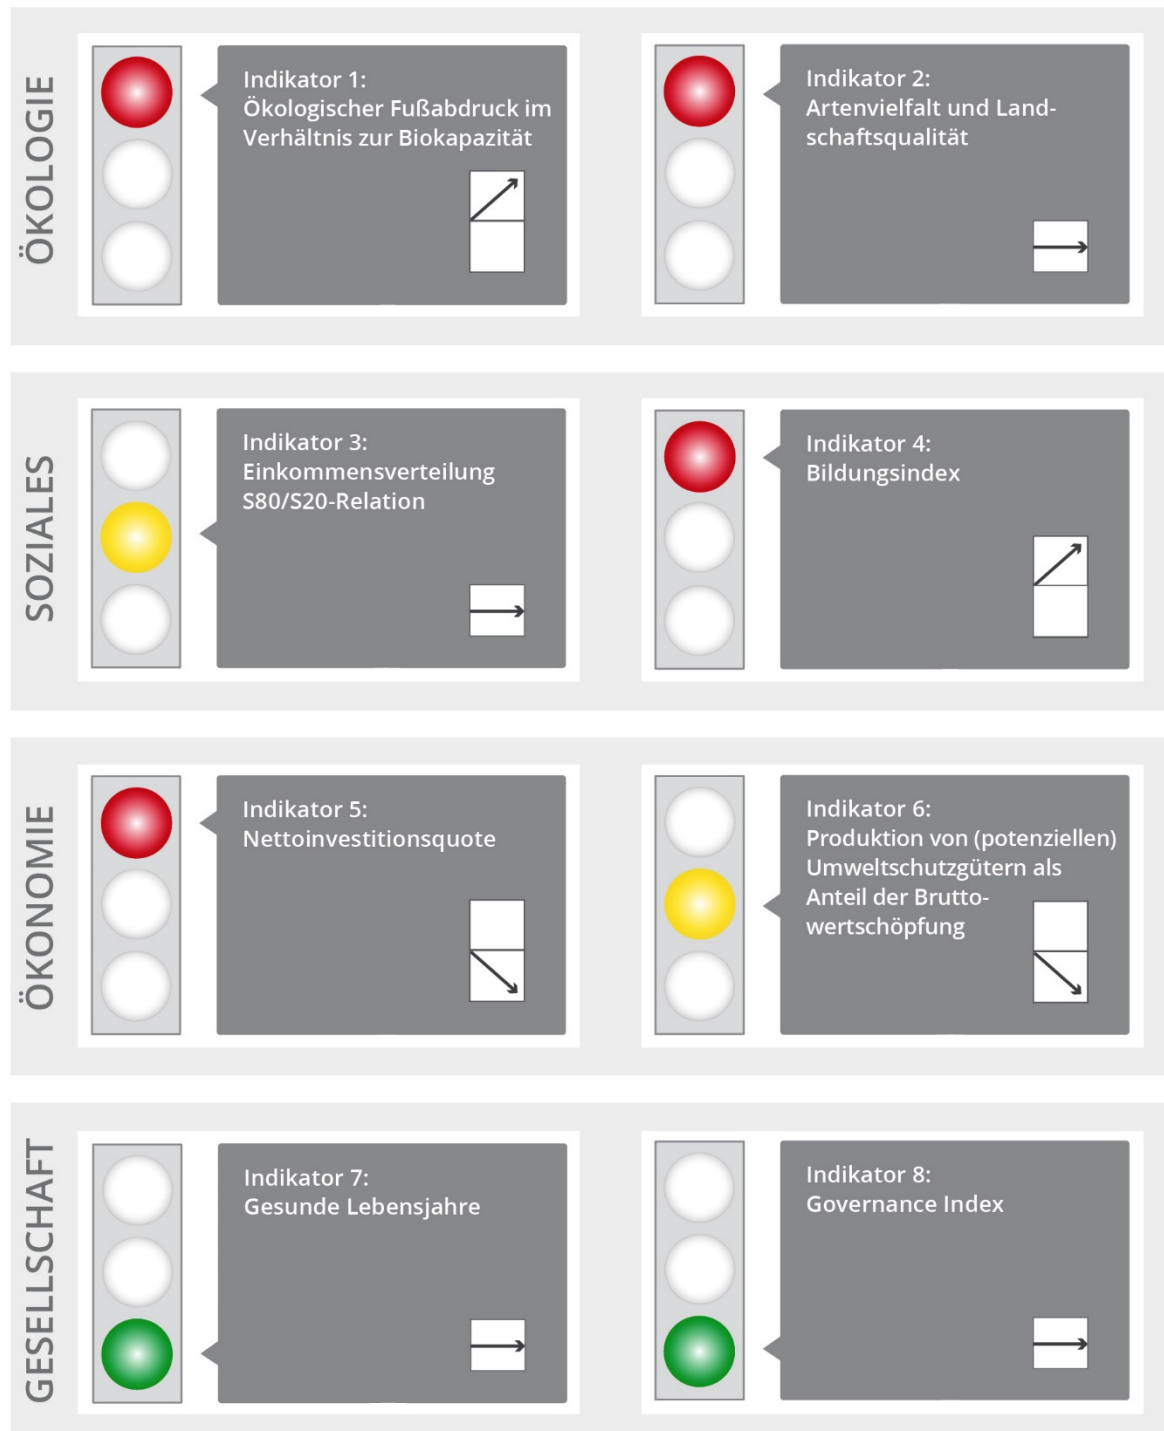 ÖKOLOGIE
Indikator 1:
Ökologischer Fußabdruck im
Verhältnis zur Biokapazität
Indikator 2:
Artenvielfalt und Land-
schaftsqualität
SOZIALES
Indikator 3:
Einkommensverteilung
S80/S20-Relation
Indikator 4:
Bildungsindex
ÖKONOMIE
Indikator 5:
Nettoinvestitionsquote
Indikator 6:
Produktion von (potenziellen)
Umweltschutzgütern als
Anteil der Brutto-
wertschöpfung
GESELLSCHAFT
Indikator 7:
Gesunde Lebensjahre
Indikator 8:
Governance Index